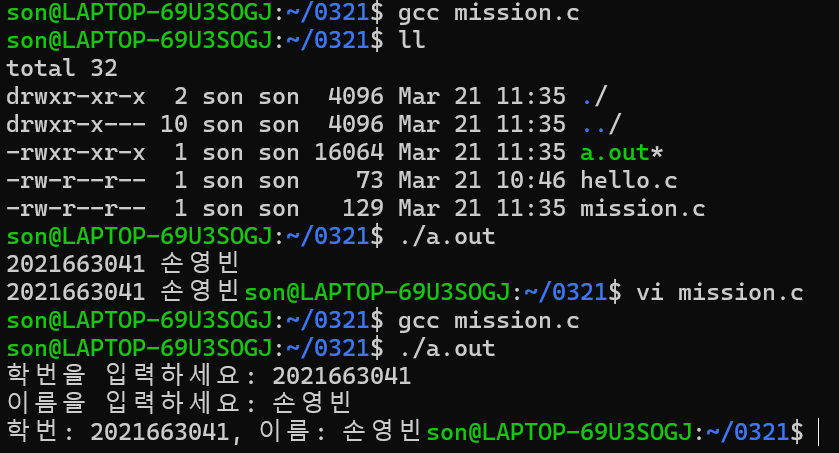 son@LAPTOP-69U3SOGJ:~/0321$ gcc mission.c
son@LAPTOP-69U3SOGJ:~/0321$ ll
total 32
drwxr-xr-x  2 son son  4096 Mar 21 11:35 ./
drwxr-x--- 10 son son  4096 Mar 21 11:35 ../
-rwxr-xr-x  1 son son 16064 Mar 21 11:35 a.out*
-rw-r--r--  1 son son    73 Mar 21 10:46 hello.c
-rw-r--r--  1 son son   129 Mar 21 11:35 mission.c
son@LAPTOP-69U3SOGJ:~/0321$ ./a.out
2021663041 손영빈
2021663041 손영빈son@LAPTOP-69U3SOGJ:~/0321$ vi mission.c
son@LAPTOP-69U3SOGJ:~/0321$ gcc mission.c
son@LAPTOP-69U3SOGJ:~/0321$ ./a.out
학번을 입력하세요: 2021663041
이름을 입력하세요: 손영빈
학번: 2021663041, 이름: 손영빈son@LAPTOP-69U3SOGJ:~/0321$